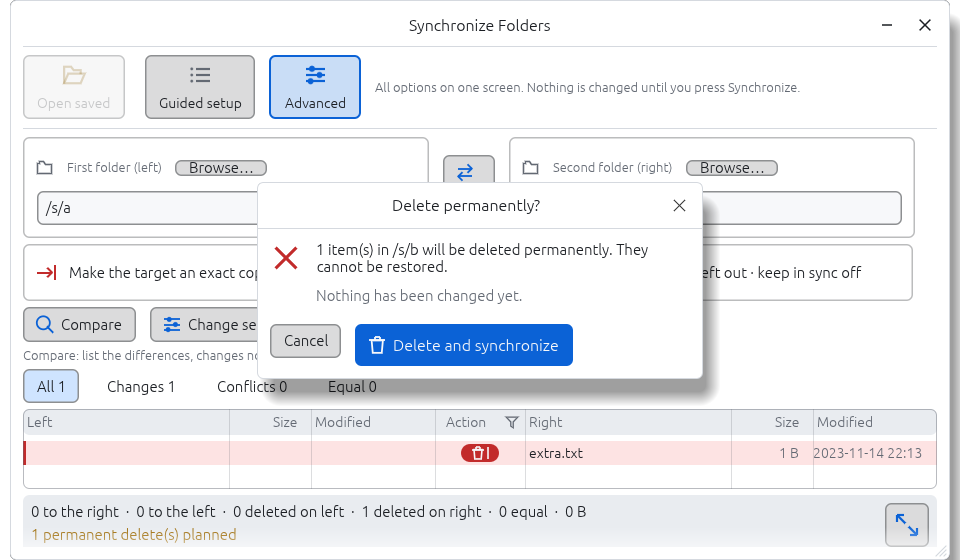 Synchronize Folders
Open saved
Guided setup
Advanced
All options on one screen. Nothing is changed until you press Synchronize.
First folder (left)
Browse...
Second folder (right)
Browse...
/s/a
Delete permanently?
1 item(s) in /s/b will be deleted permanently. They
cannot be restored.
Nothing has been changed yet.
Cancel
Delete and synchronize
Make the target an exact
left out · keep in sync off
Compare
Change
Compare: list the differences, changes
All 1
Changes 1
Conflicts 0
Equal 0
Left Size Modified Action Right Size Modified
extra.txt 1 B 2023-11-14 22:13
0 to the right · 0 to the left · 0 deleted on left · 1 deleted on right · 0 equal · 0 B
1 permanent delete(s) planned